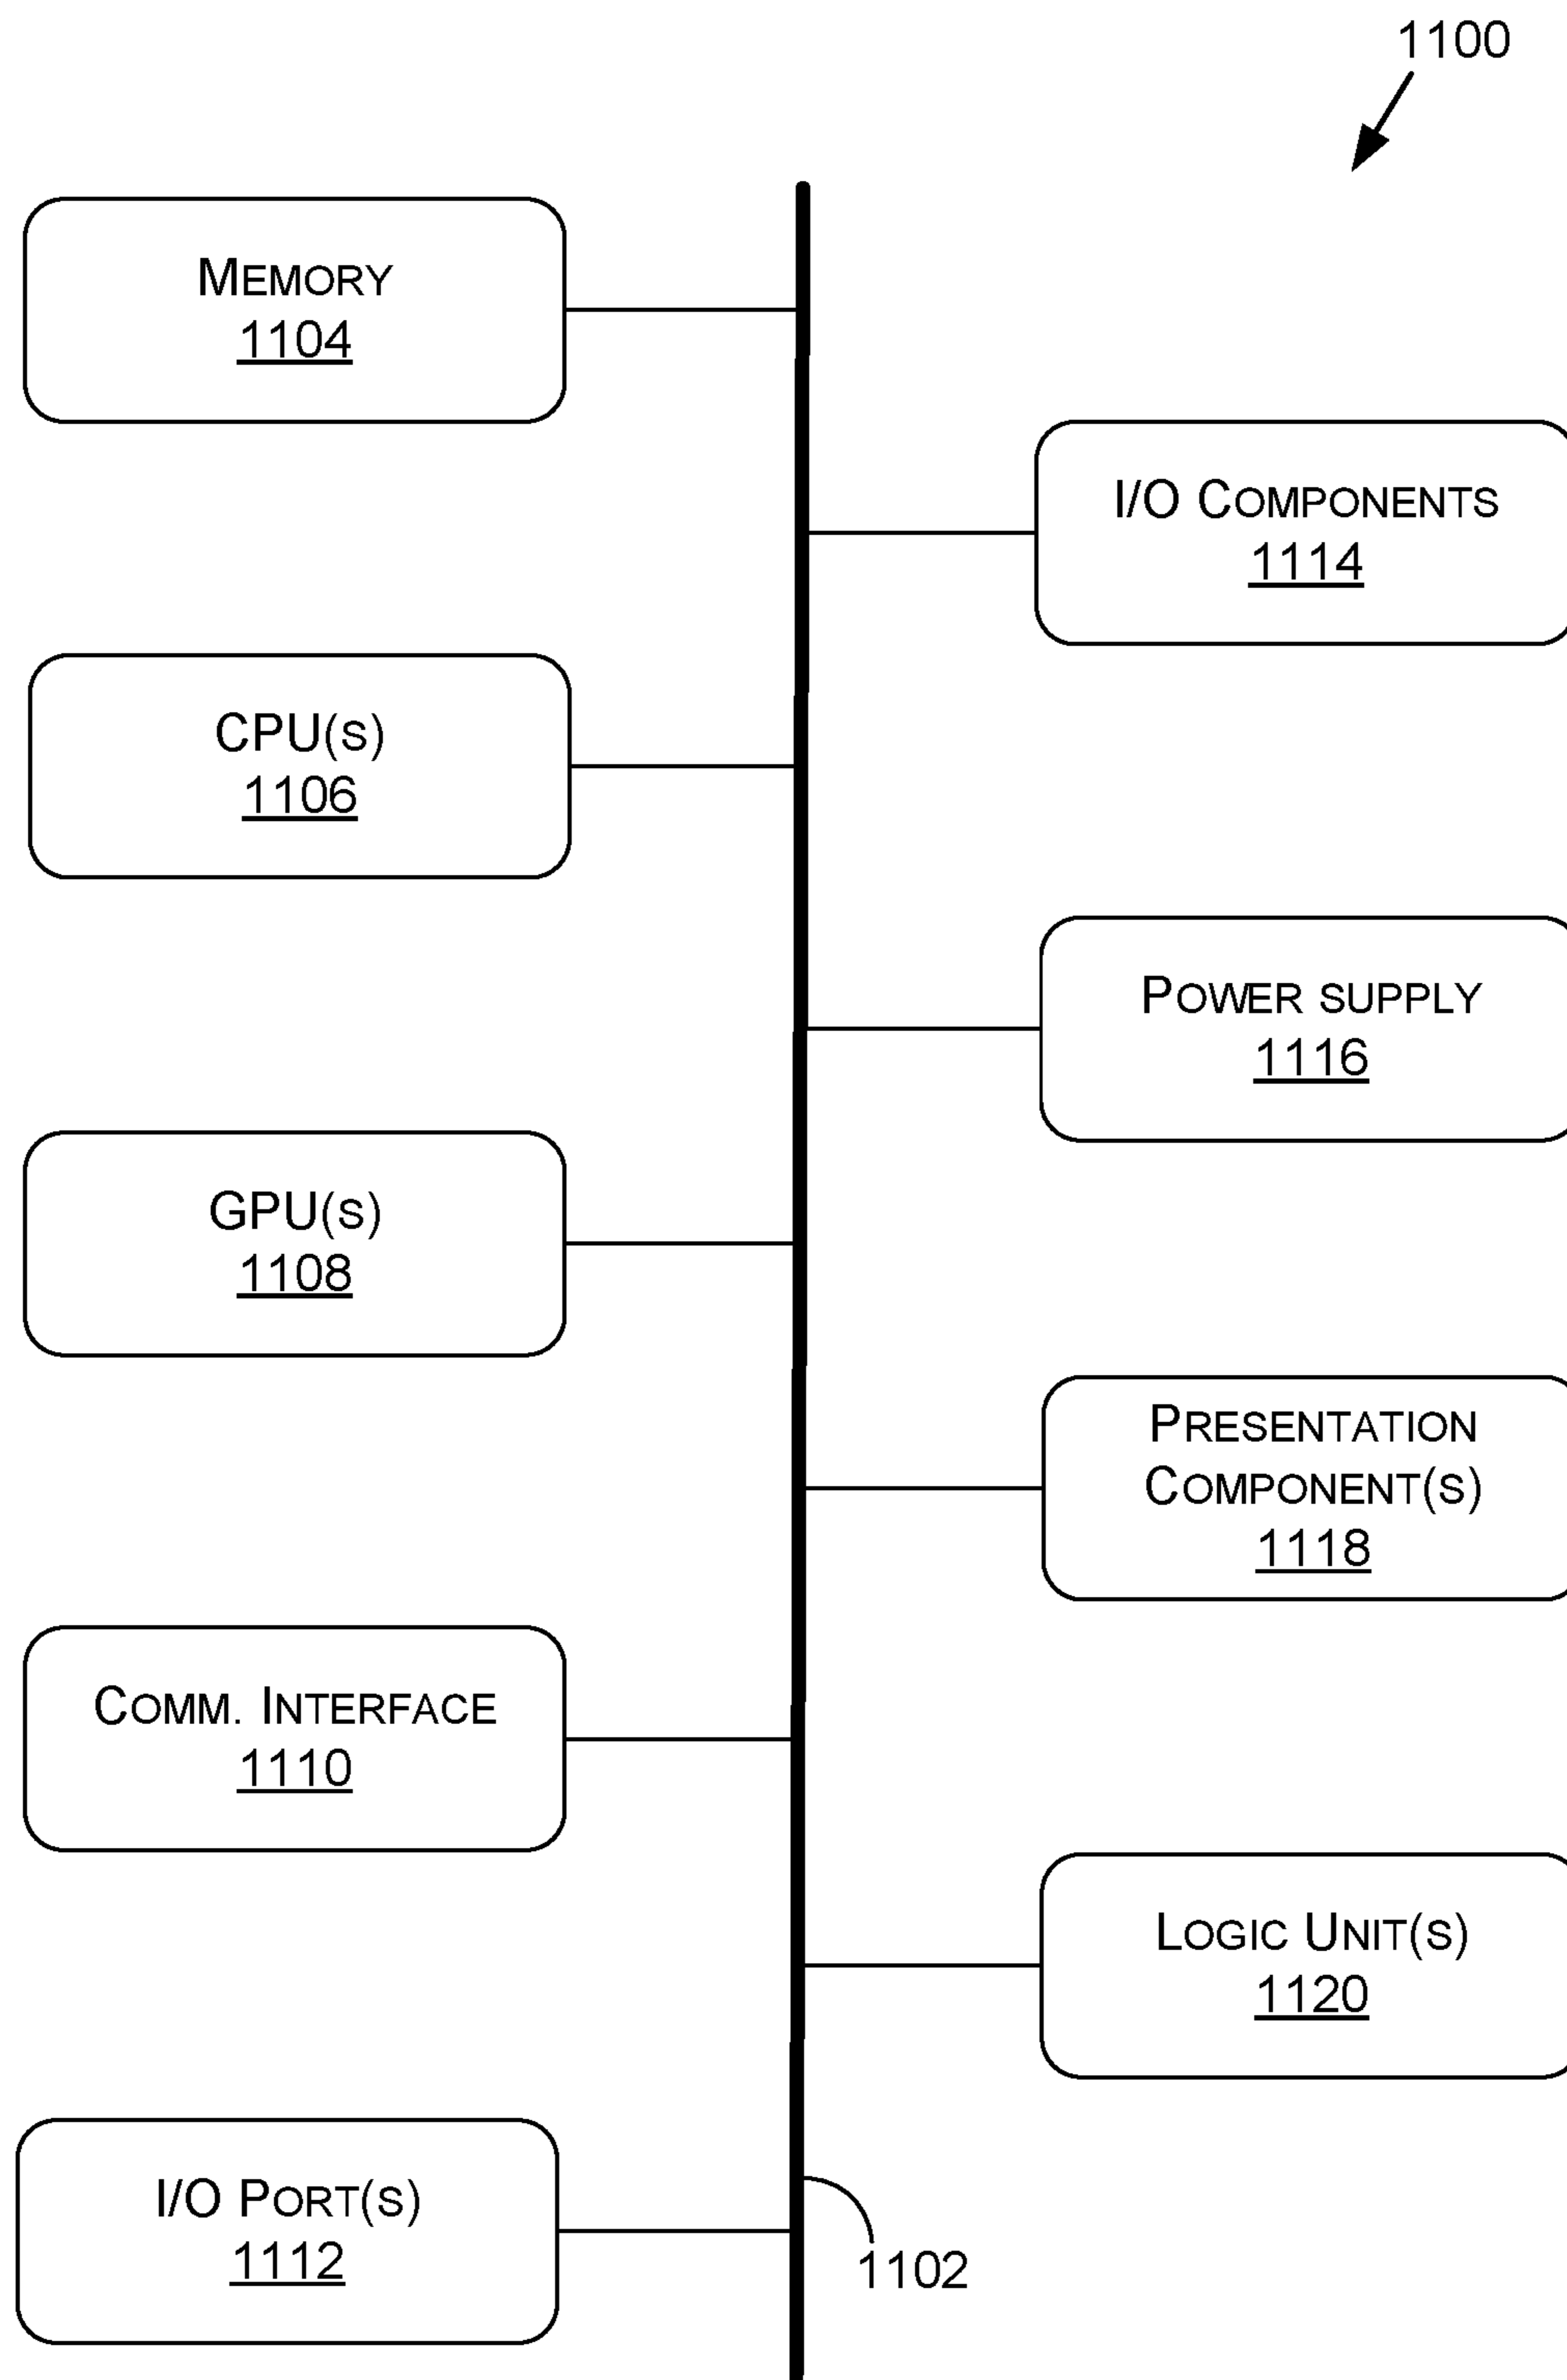 1100
MEMORY
1104
I/O COMPONENTS
1114
CPU(S)
1106
POWER SUPPLY
1116
GPU(S)
1108
PRESENTATION
COMPONENT(S)
1118
COMM. INTERFACE
1110
LOGIC UNIT(S)
1120
I/O PORT(S)
1112
1102